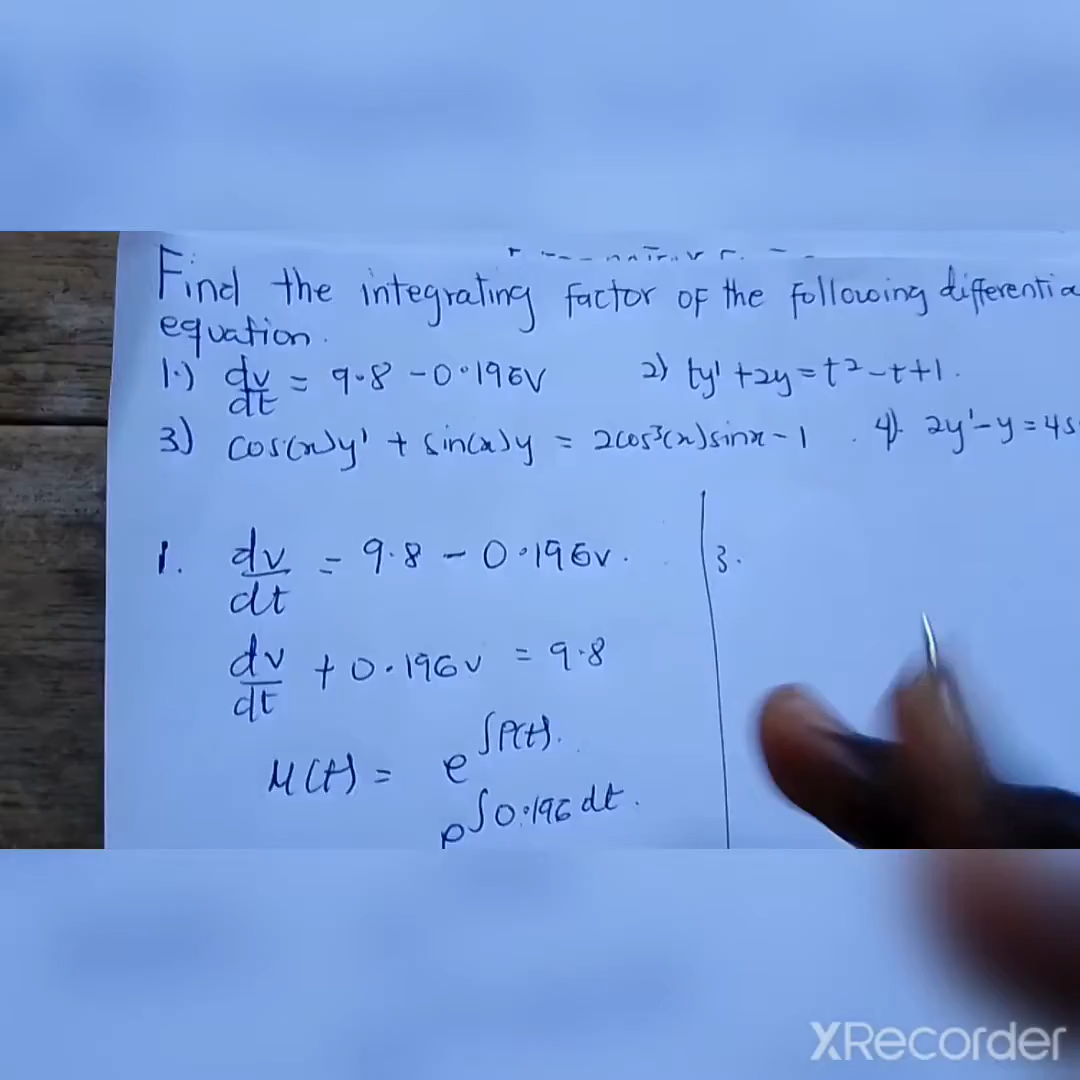 Find the integrating factor of the following differentia
equation.
1.) dv/dt = 9.8 - 0.196v 2) ty' + 2y = t² - t + 1.
3) cos(x)y' + sin(x)y = 2cos³(x)sinx - 1 . 4). 2y' - y = 4s
1. dv/dt = 9.8 - 0.196v.
3.
dv/dt + 0.196v = 9.8
M(t) = e^∫P(t).
e^∫0.196 dt.
XRecorder